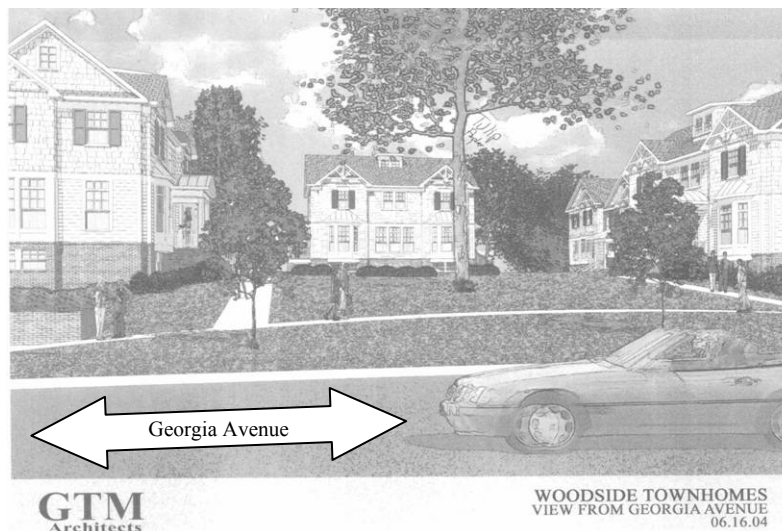 Georgia Avenue
GTM
Architects
WOODSIDE TOWNHOMES
VIEW FROM GEORGIA AVENUE
06.16.04